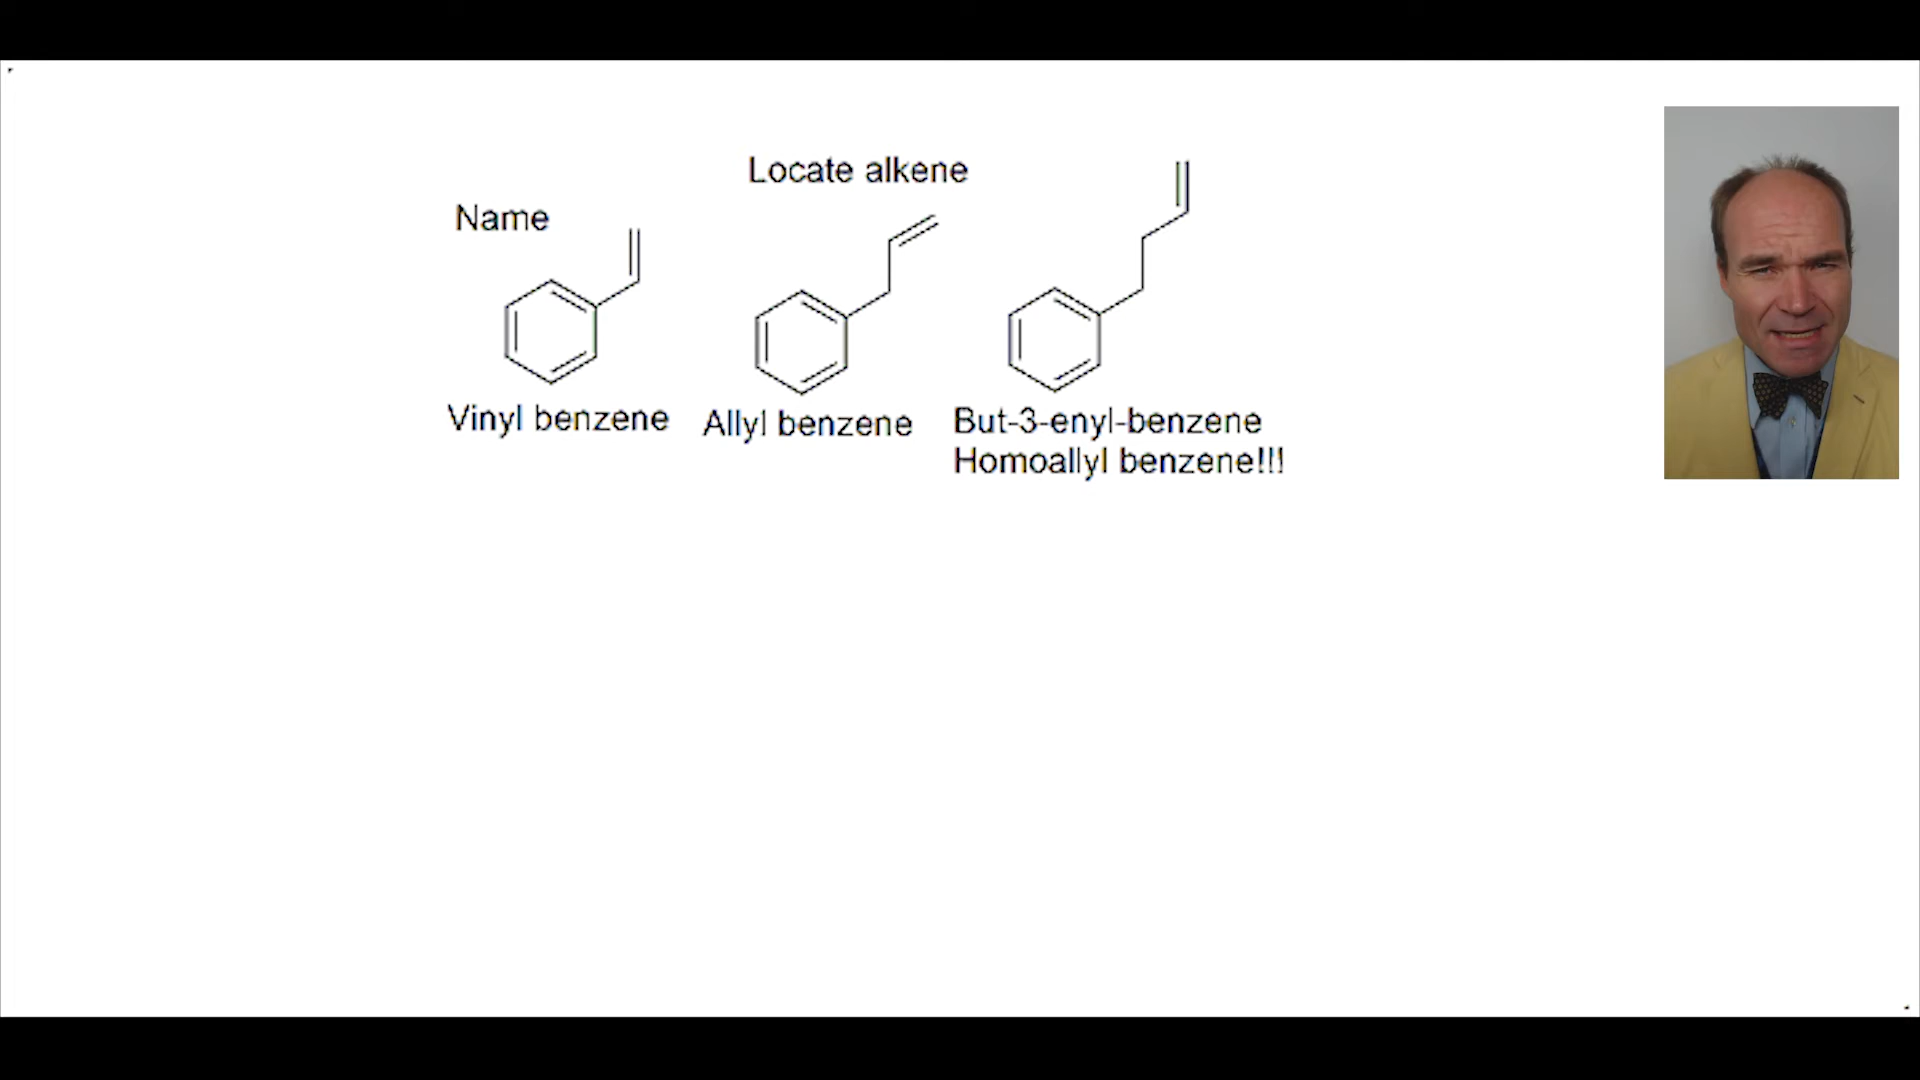 Locate alkene
Name
Vinyl benzene
Allyl benzene
But-3-enyl-benzene
Homoallyl benzene!!!